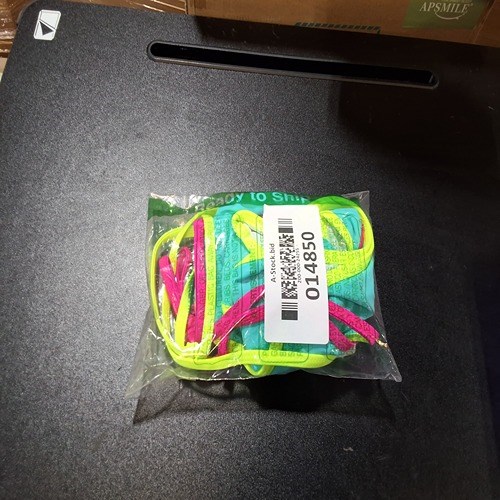 APSMILE
Ready to Ship
A-Stock.bid
014850